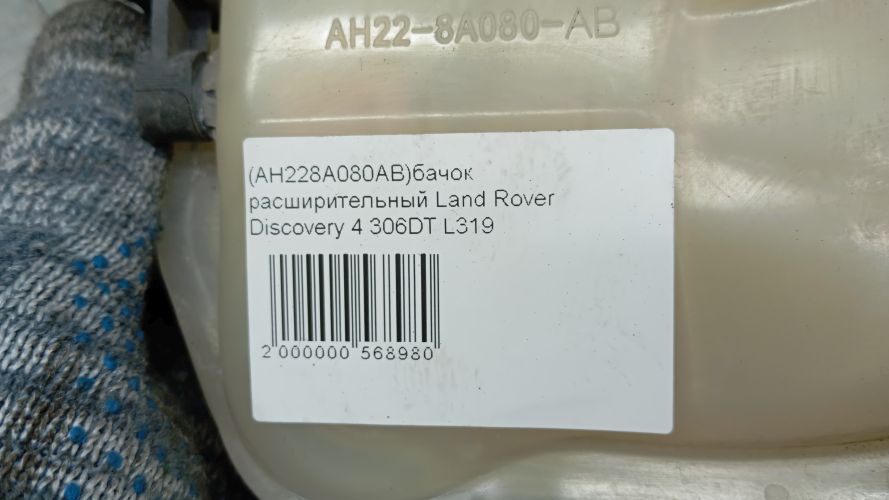 AH22-8A080-AB
(AH228A080AB)бачок
расширительный Land Rover
Discovery 4 306DT L319
2 000000 568980